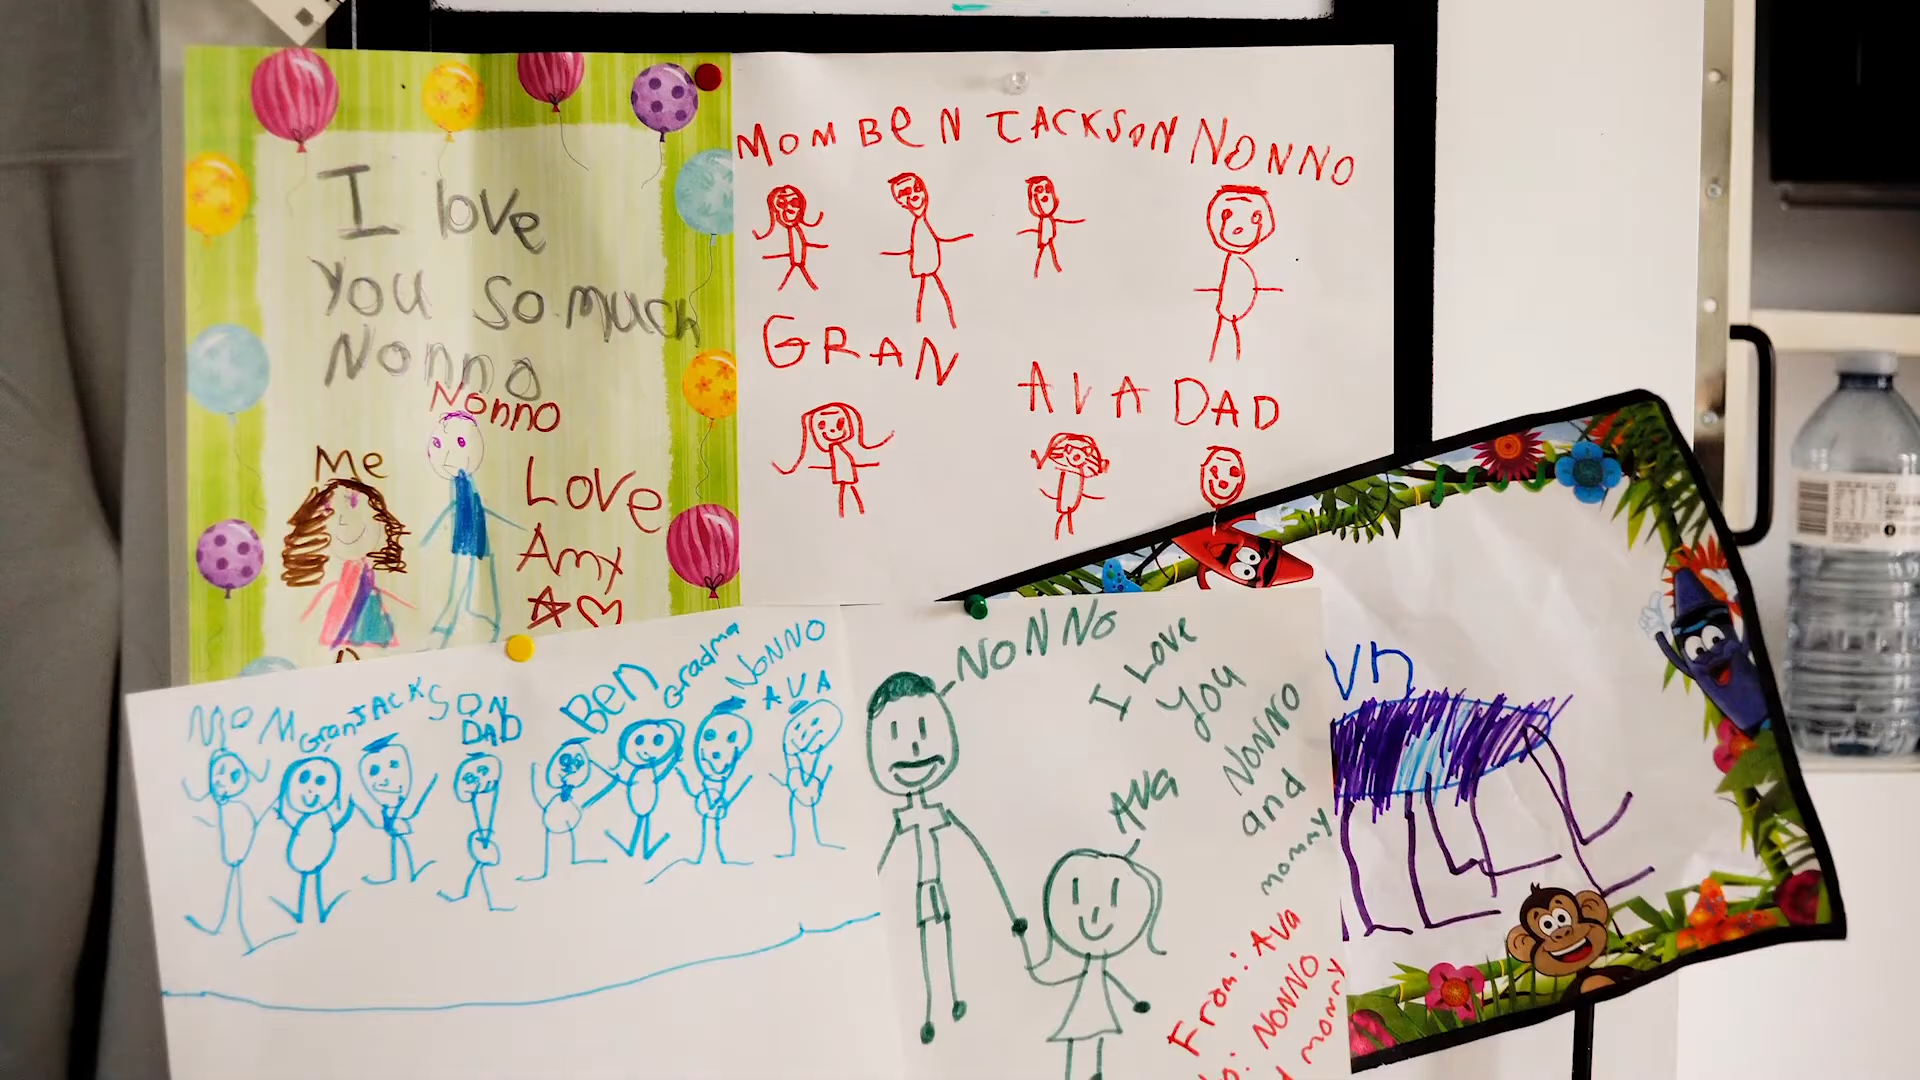 I love
You so much
Nonno
Nonno
Me
Love
Amy
MOM BeN JACKSON NONNO
GRAN
AVA DAD
MOM Gran JACKSON
DAD
Ben
Gradma
NONNO
AVA
NONNO
I Love
You
NONNO
and
mommy
Ava
From: Ava
NONNO
mommy